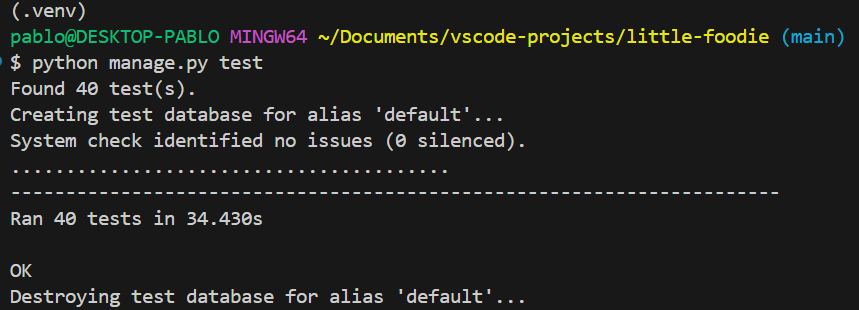 (.venv)
pablo@DESKTOP-PABLO MINGW64 ~/Documents/vscode-projects/little-foodie (main)
$ python manage.py test
Found 40 test(s).
Creating test database for alias 'default'...
System check identified no issues (0 silenced).
........................................
----------------------------------------------------------------------
Ran 40 tests in 34.430s

OK
Destroying test database for alias 'default'...